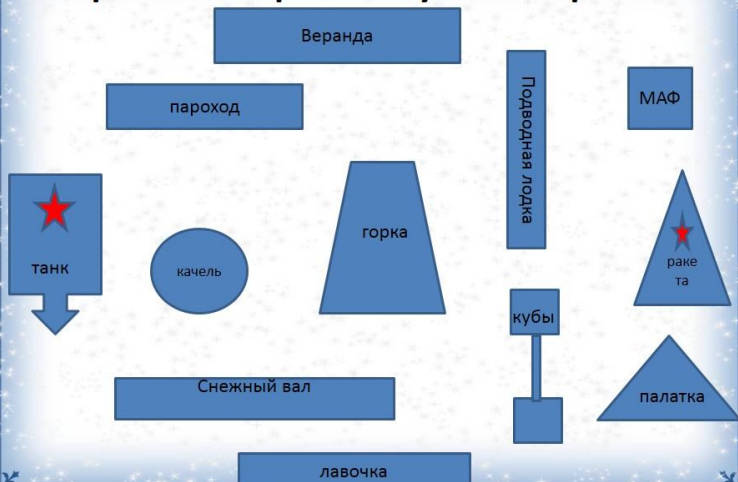 Веранда
пароход
Подводная лодка
МАФ
танк
качель
горка
раке
та
кубы
Снежный вал
палатка
лавочка